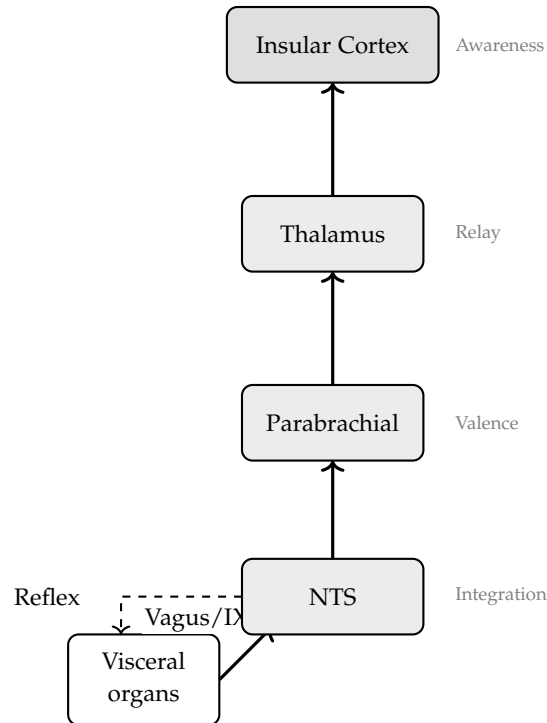 Insular Cortex
Awareness
Thalamus
Relay
Parabrachial
Valence
NTS
Integration
Reflex
Vagus/IX
Visceral
organs